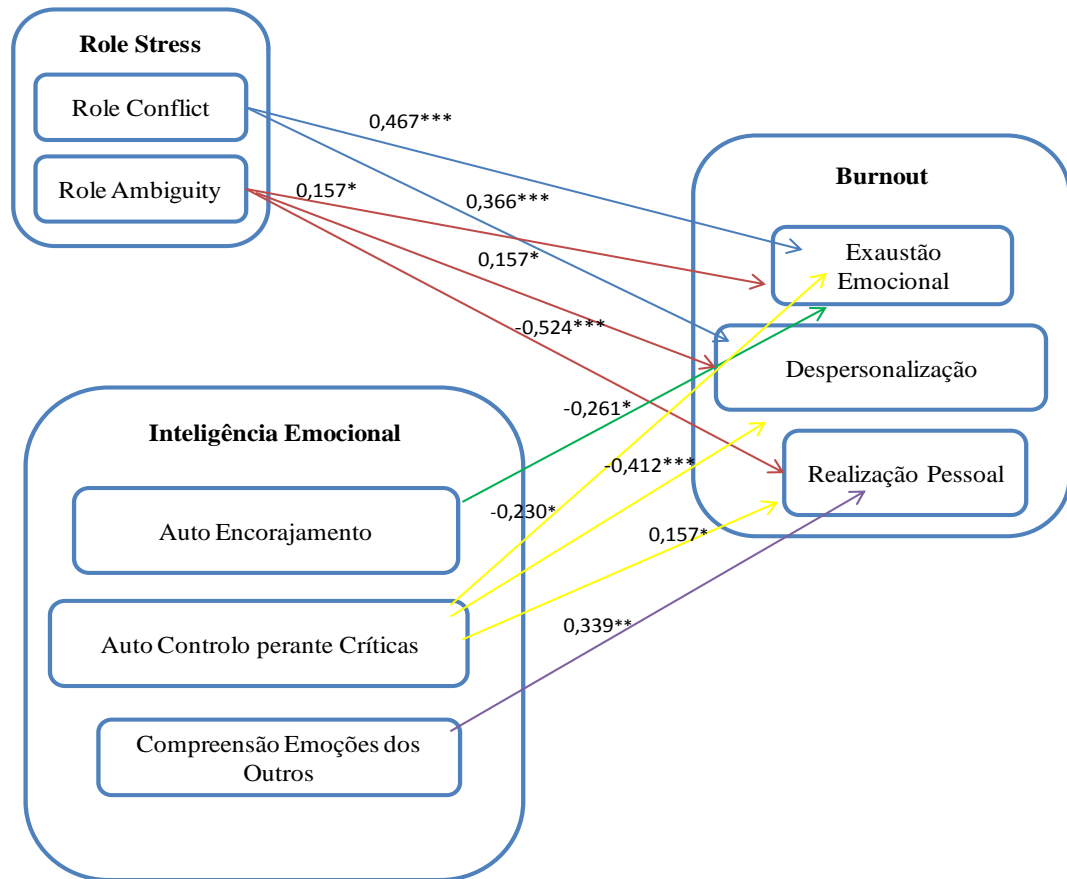 Role Stress
Role Conflict
Role Ambiguity
0,467***
0,157*
0,366***
0,157*
-0,524***
Burnout
Exaustão
Emocional
Despersonalização
Realização Pessoal
Inteligência Emocional
Auto Encorajamento
Auto Controlo perante Críticas
Compreensão Emoções dos
Outros
-0,261*
-0,412***
-0,230*
0,157*
0,339**